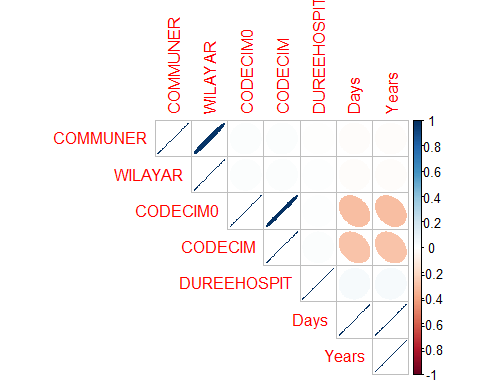 COMMUNER
WILAYAR
CODECIM0
CODECIM
DUREEHOSPIT
Days
Years
COMMUNER
WILAYAR
CODECIM0
CODECIM
DUREEHOSPIT
Days
Years
1
0.8
0.6
0.4
0.2
0
-0.2
-0.4
-0.6
-0.8
-1